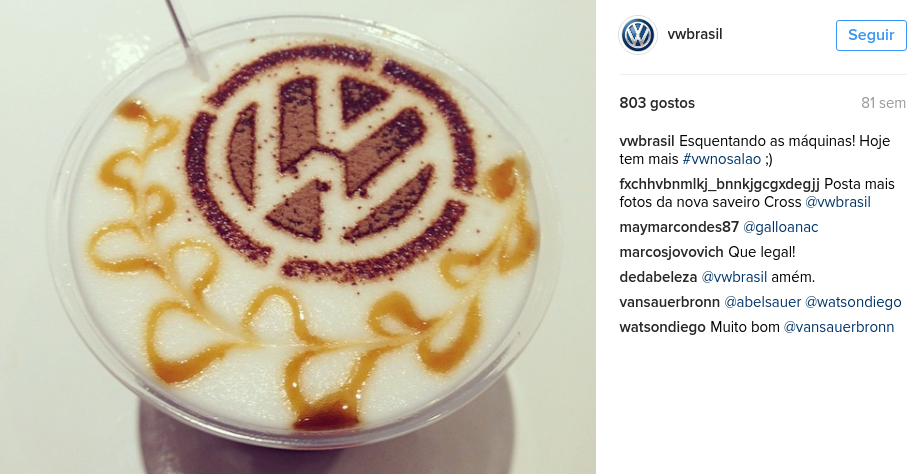 vwbrasil
Seguir
803 gostos
81 sem
vwbrasil Esquentando as máquinas! Hoje
tem mais #vwnosalao ;)
fxchhvbnmlkj_bnnkjgcgxdegjj Posta mais
fotos da nova saveiro Cross @vwbrasil
maymarcondes87 @galloanac
marcosjovovich Que legal!
dedabeleza @vwbrasil amém.
vansauerbronn @abelsauer @watsondiego
watsondiego Muito bom @vansauerbronn